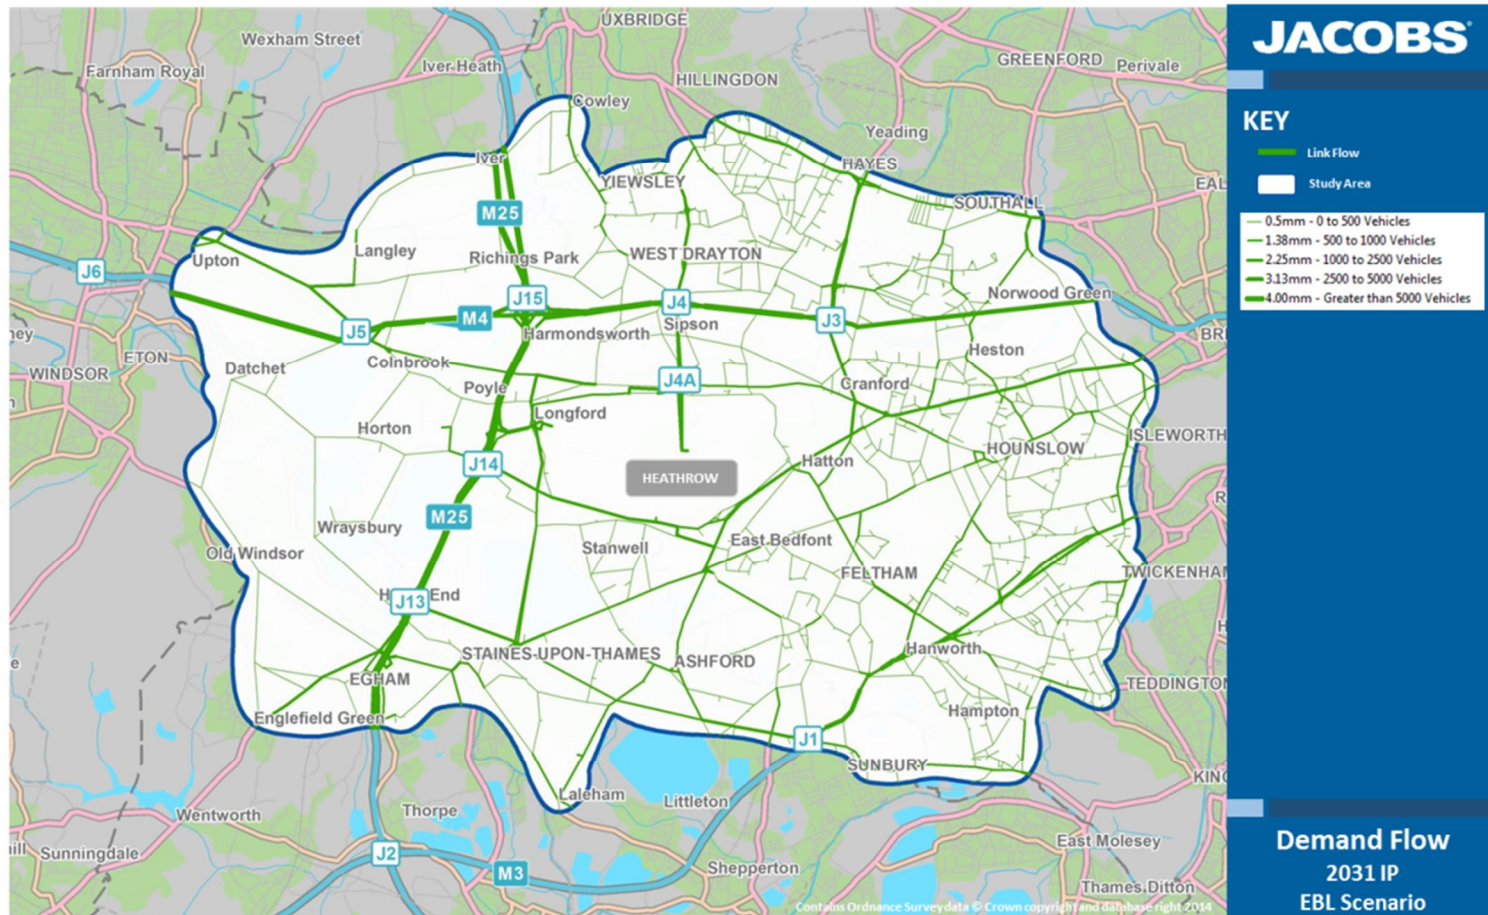 UXBRIDGE
Wexham Street
Iver Heath
Farnham Royal
HILLINGDON
GREENFORD
Perivale
Cowley
Yeading
Iver
HAYES
YIEWSLEY
SOUTHALL
M25
Langley
Richings Park
WEST DRAYTON
Upton
J6
J15
J4
Norwood Green
M4
J5
J3
Harmondsworth
Sipson
ETON
Colnbrook
Heston
WINDSOR
Datchet
Poyle
J4A
Cranford
Longford
Horton
ISLEWORTH
HOUNSLOW
J14
Hatton
HEATHROW
M25
Wraysbury
Old Windsor
Stanwell
East Bedfont
FELTHAM
J13
End
STAINES-UPON-THAMES
ASHFORD
Hanworth
EGHAM
Englefield Green
Hampton
J1
SUNBURY
Laleham
Littleton
Wentworth
Thorpe
East Molesey
Sunningdale
J2
M3
Shepperton
Thames Ditton
Contains Ordnance Survey data © Crown copyright and database right 2014
JACOBS
KEY
Link Flow
Study Area
0.5mm - 0 to 500 Vehicles
1.38mm - 500 to 1000 Vehicles
2.25mm - 1000 to 2500 Vehicles
3.13mm - 2500 to 5000 Vehicles
4.00mm - Greater than 5000 Vehicles
Demand Flow
2031 IP
EBL Scenario